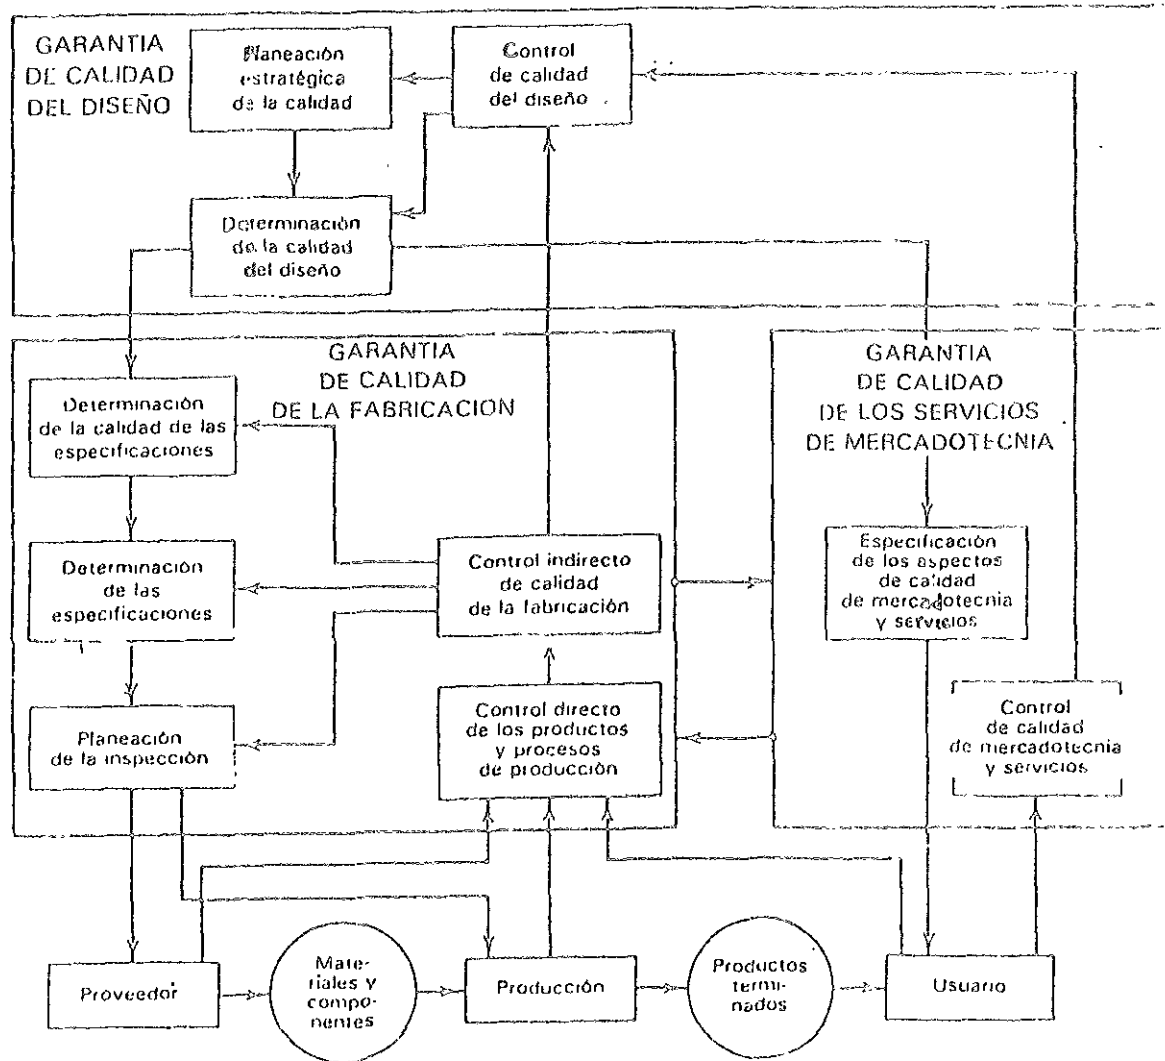 GARANTIA
DE CALIDAD
DEL DISEÑO
Planeación
estratégica
de la calidad
Control
de calidad
del diseño
Determinación
de la calidad
del diseño
GARANTIA
DE CALIDAD
DE LA FABRICACION
GARANTIA
DE CALIDAD
DE LOS SERVICIOS
DE MERCADOTECNIA
Determinación
de la calidad de las
especificaciones
Determinación
de las
especificaciones
Control indirecto
de calidad
de la fabricación
Especificación
de los aspectos
de calidad
de mercadotecnia
y servicios
Planeación
de la inspección
Control directo
de los productos
y procesos
de producción
Control
de calidad
de mercadotecnia
y servicios
Proveedor
Mate-
riales y
compo-
nentes
Producción
Productos
termi-
nados
Usuario